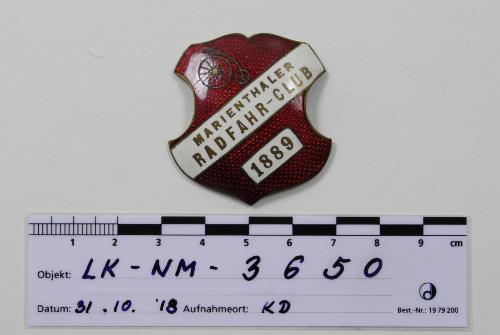 MARIENTHALER
RADFAHR-CLUB
1889
1 2 3 4 5 6 7 8 9 cm
Objekt: LK-NM-3650
Datum: 31.10.'18 Aufnahmeort: KD
Best.-Nr.: 19 79 200